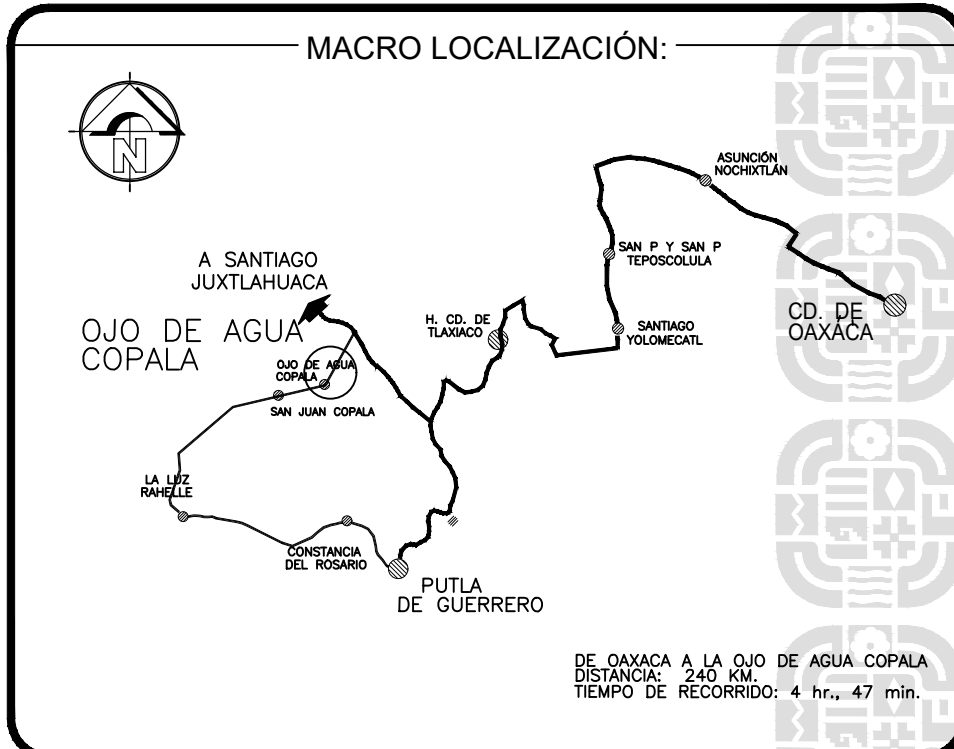 MACRO LOCALIZACIÓN:
N
ASUNCIÓN
NOCHIXTLÁN
A SANTIAGO
JUXTLAHUACA
SAN P Y SAN P
TEPOSCOLULA
OJO DE AGUA
COPALA
H. CD. DE
TLAXIACO
SANTIAGO
YOLOMECATL
CD. DE
OAXÁCA
OJO DE AGUA
COPALA
SAN JUAN COPALA
LA LUZ
RAHELLE
CONSTANCIA
DEL ROSARIO
PUTLA
DE GUERRERO
DE OAXACA A LA OJO DE AGUA COPALA
DISTANCIA: 240 KM.
TIEMPO DE RECORRIDO: 4 hr., 47 min.